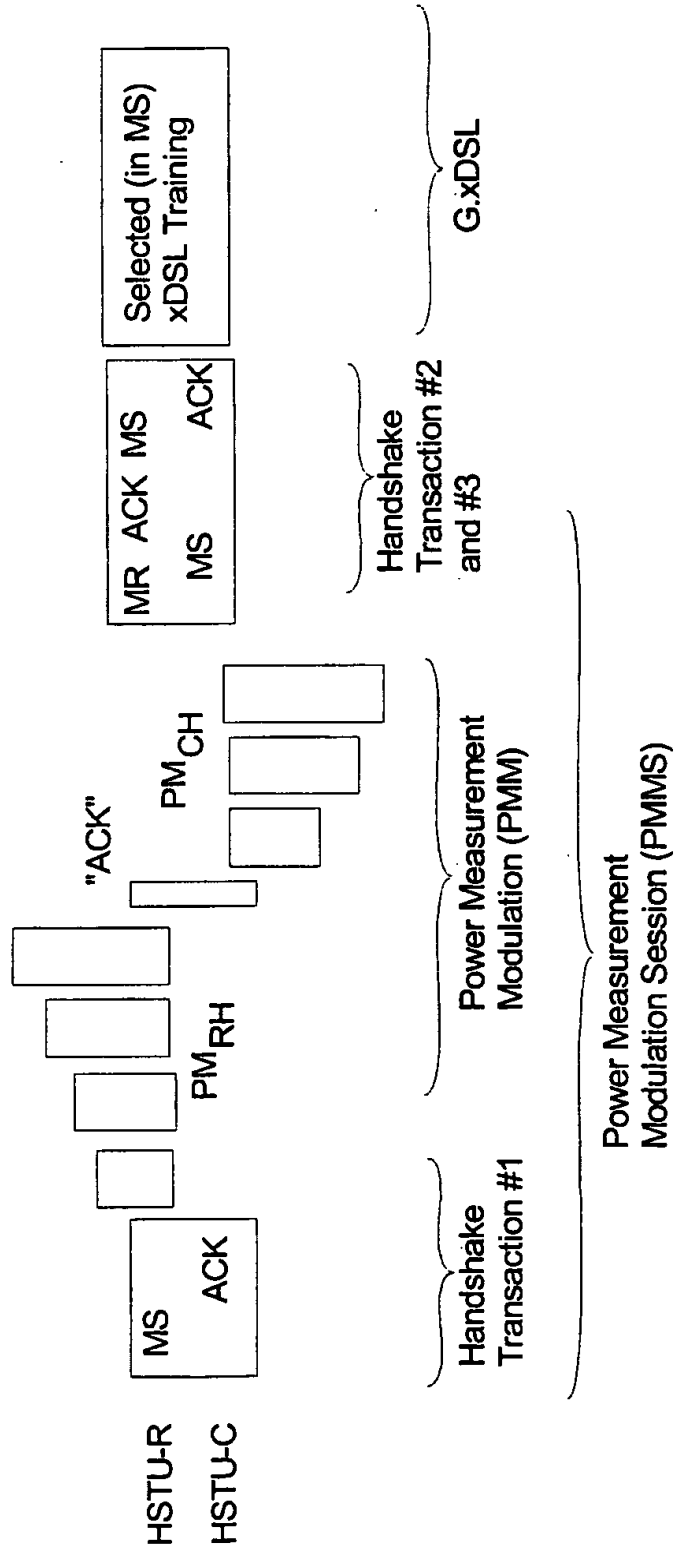 HSTU-R
HSTU-C
MS
ACK
PM_RH
"ACK"
PM_CH
MR ACK MS
MS ACK
Selected (in MS)
xDSL Training
Handshake
Transaction #1
Power Measurement
Modulation (PMM)
Handshake
Transaction #2
and #3
G.xDSL
Power Measurement
Modulation Session (PMMS)